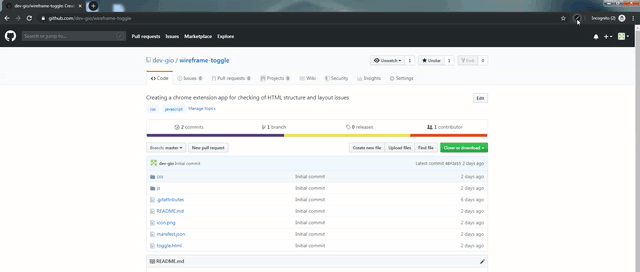 dev-gio/wireframe-toggle: Creati
github.com/dev-gio/wireframe-toggle
Incognito (2)
Search or jump to...
Pull requests Issues Marketplace Explore
dev-gio / wireframe-toggle
Unwatch 1 Unstar 1 Fork 0
Code Issues 0 Pull requests 0 Projects 0 Wiki Security Insights Settings
Creating a chrome extension app for checking of HTML structure and layout issues
Edit
css javascript Manage topics
2 commits 1 branch 0 releases 1 contributor
Branch: master New pull request Create new file Upload files Find file Clone or download
dev-gio Initial commit
Latest commit 2 days ago
css Initial commit 2 days ago
js Initial commit 2 days ago
.gitattributes Initial commit 6 days ago
README.md Initial commit 2 days ago
icon.png Initial commit 2 days ago
manifest.json Initial commit 2 days ago
toggle.html Initial commit 2 days ago
README.md